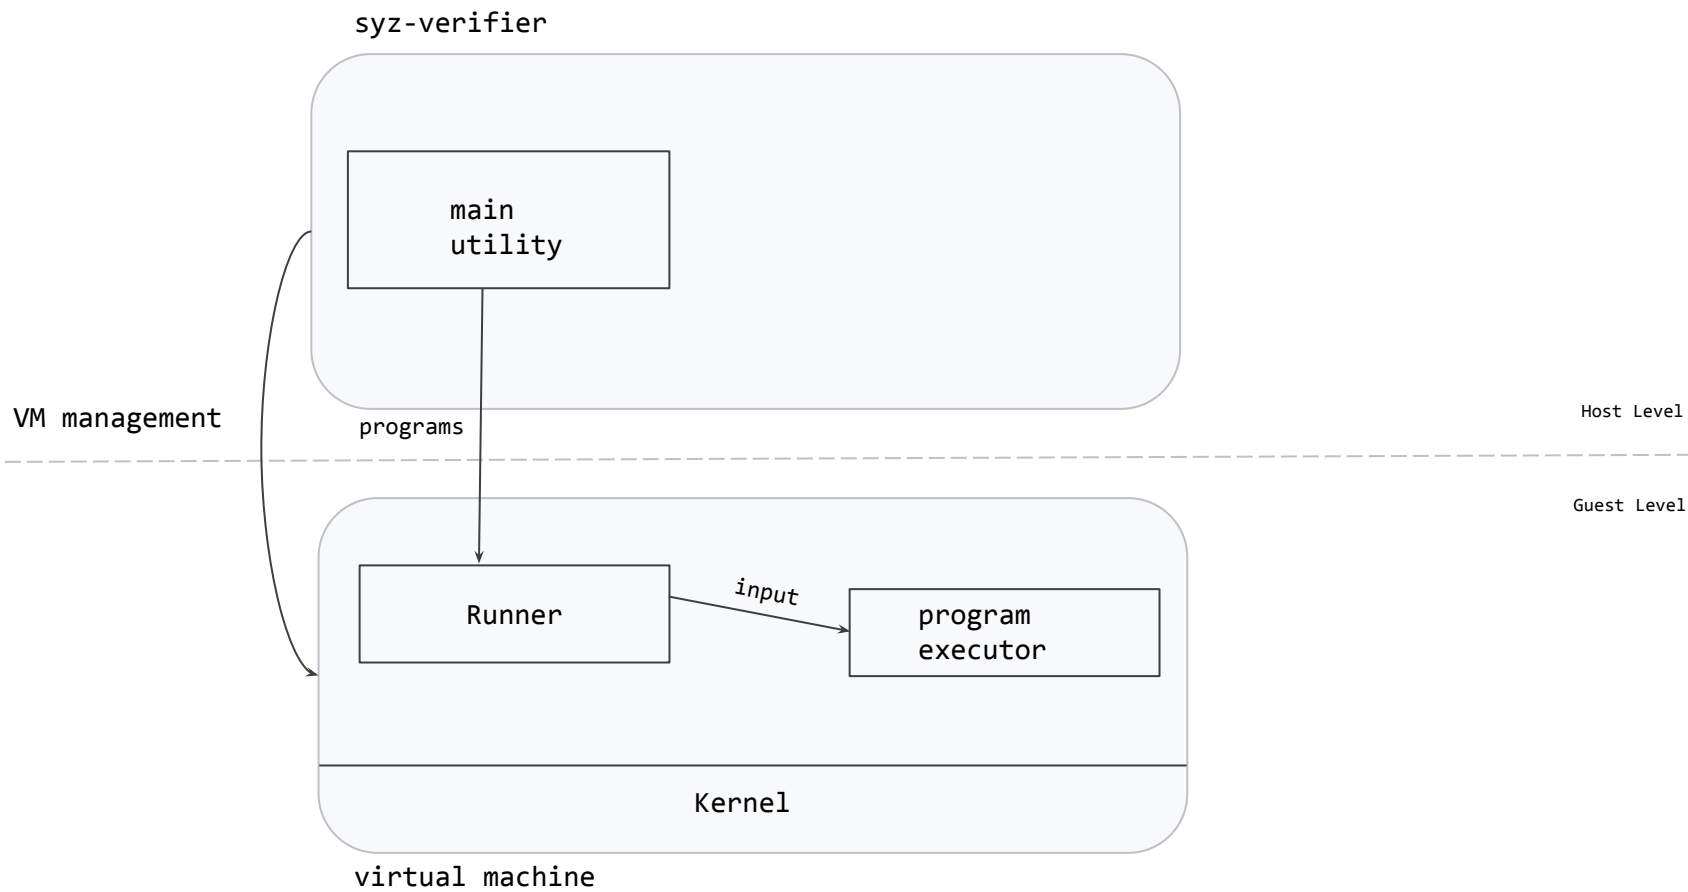 syz-verifier
main
utility
VM management
programs
Host Level
Guest Level
Runner
input
program
executor
Kernel
virtual machine